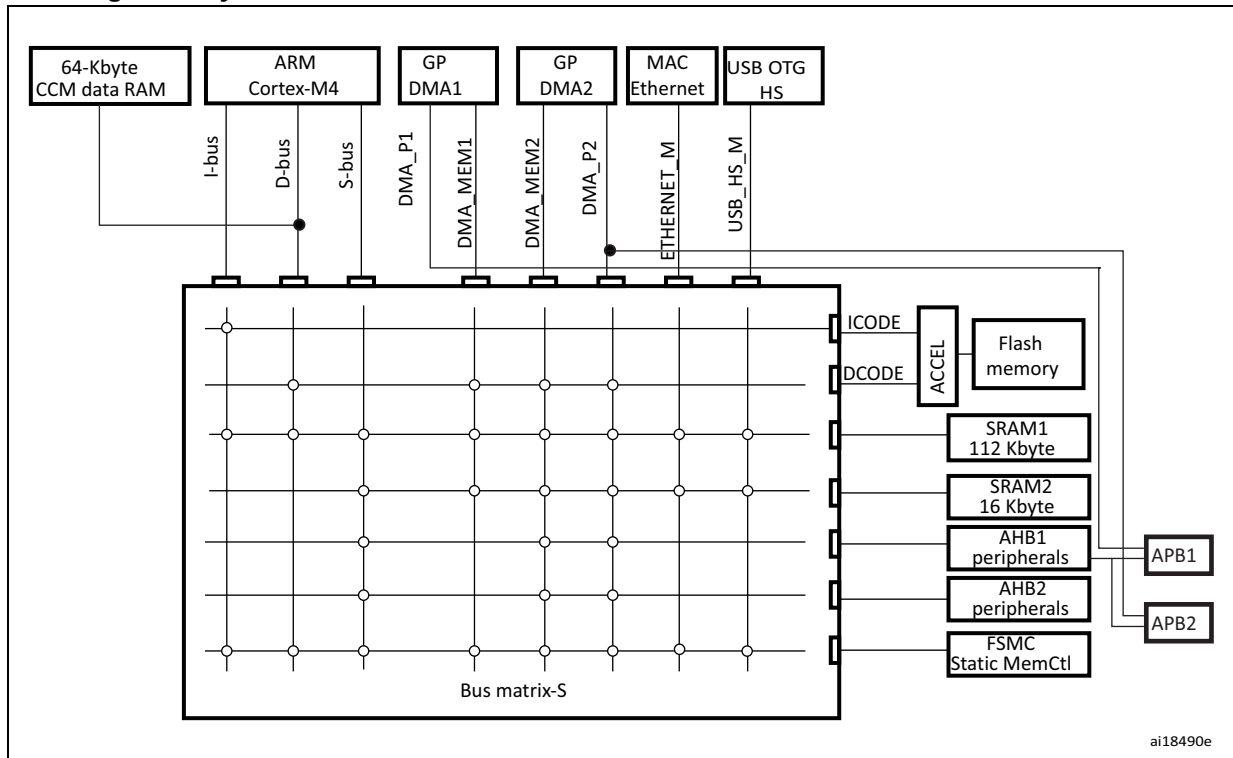 64-Kbyte
CCM data RAM
ARM
Cortex-M4
GP
DMA1
GP
DMA2
MAC
Ethernet
USB OTG
HS
I-bus
D-bus
S-bus
DMA_P1
DMA_MEM1
DMA_MEM2
DMA_P2
ETHERNET_M
USB_HS_M
ICODE
DCODE
ACCEL
Flash
memory
SRAM1
112 Kbyte
SRAM2
16 Kbyte
AHB1
peripherals
AHB2
peripherals
FSMC
Static MemCtl
APB1
APB2
Bus matrix-S
ai18490e